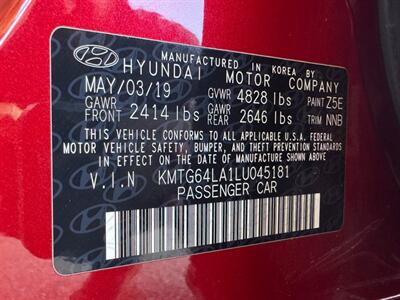 MANUFACTURED IN KOREA BY
HYUNDAI MOTOR COMPANY
MAY/03/19 GVWR 4828 lbs PAINT Z5E
GAWR FRONT 2414 lbs GAWR REAR 2646 lbs TRIM NNB
THIS VEHICLE CONFORMS TO ALL APPLICABLE U.S.A. FEDERAL
MOTOR VEHICLE SAFETY, BUMPER, AND THEFT PREVENTION STANDARDS
IN EFFECT ON THE DATE OF MANUFACTURE SHOWN ABOVE.
V.I.N KMTG64LA1LU045181
PASSENGER CAR